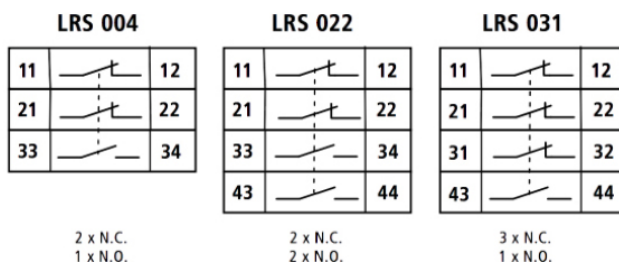 LRS 004
11 12
21 22
33 34
2 x N.C.
1 x N.O.
LRS 022
11 12
21 22
33 34
43 44
2 x N.C.
2 x N.O.
LRS 031
11 12
21 22
31 32
43 44
3 x N.C.
1 x N.O.